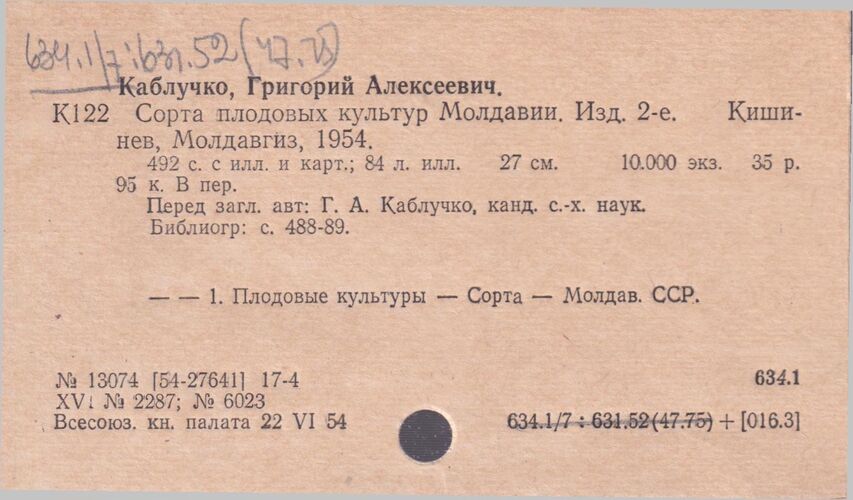 634.1/7:631.52(47.75)
Каблучко, Григорий Алексеевич.
К122 Сорта плодовых культур Молдавии. Изд. 2-е. Киши-
нев, Молдавгиз, 1954.
492 с. с илл. и карт.; 84 л. илл. 27 см. 10.000 экз. 35 р.
95 к. В пер.
Перед загл. авт: Г. А. Каблучко, канд. с.-х. наук.
Библиогр: с. 488-89.
— — 1. Плодовые культуры — Сорта — Молдав. ССР.
№ 13074 [54-27641] 17-4 634.1
XVI № 2287; № 6023
Всесоюз. кн. палата 22 VI 54 634.1/7 : 631.52(47.75) + [016.3]